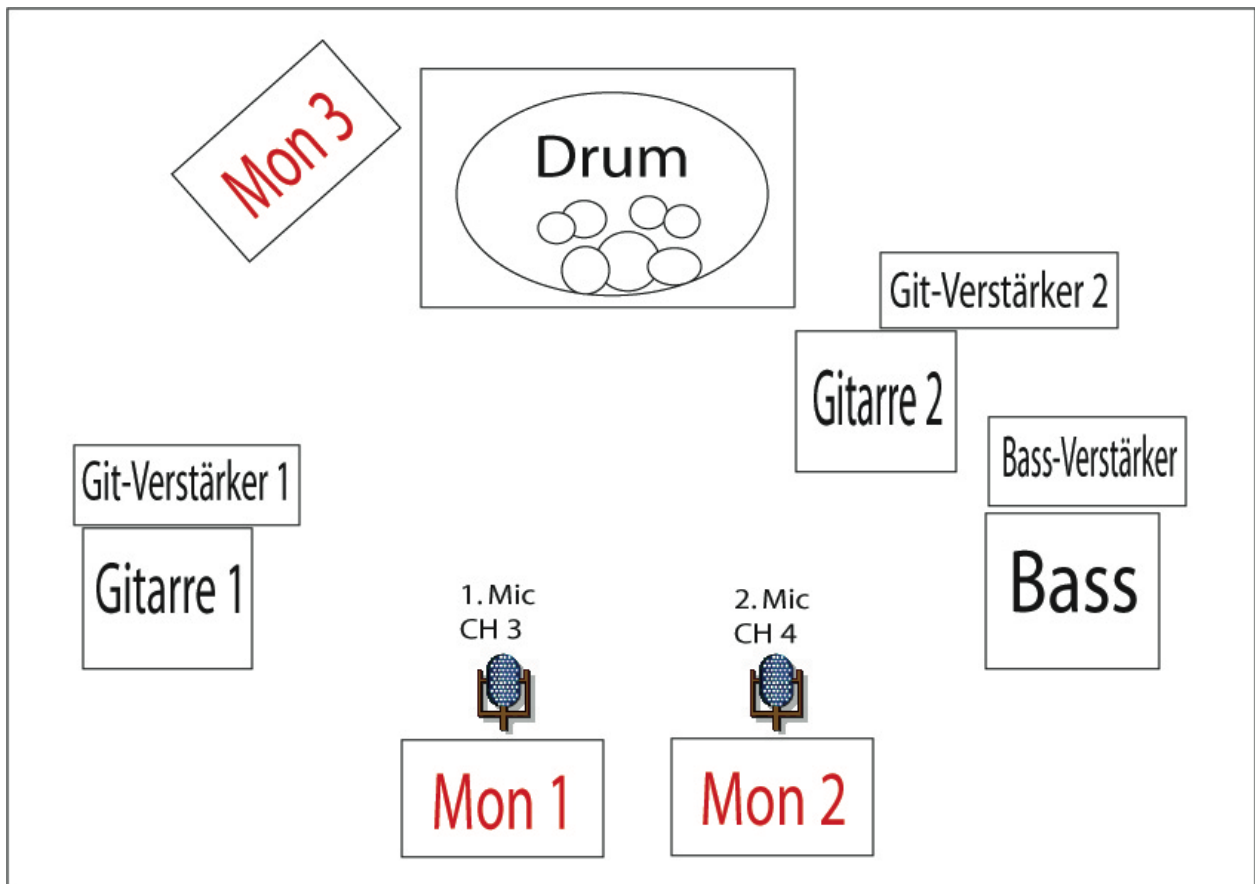 Mon 3
Drum
Git-Verstärker 2
Gitarre 2
Bass-Verstärker
Git-Verstärker 1
Gitarre 1
Bass
1. Mic
CH 3
2. Mic
CH 4
Mon 1
Mon 2